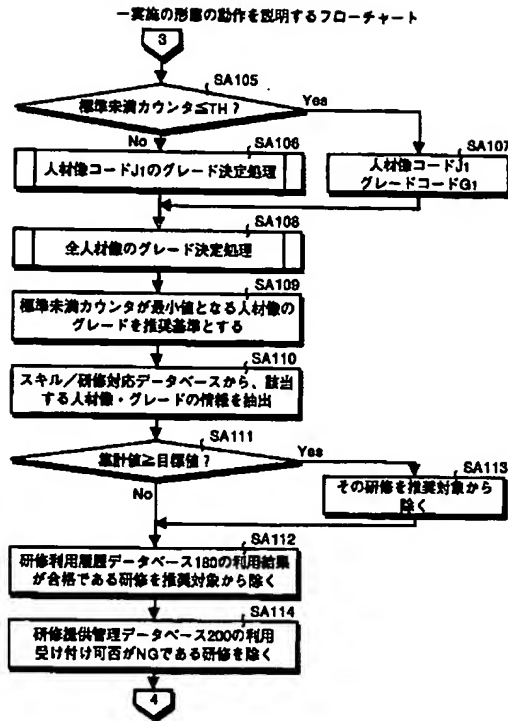 一実施の形態の動作を説明するフローチャート
3
SA105
標準未満カウンタ≦TH？
Yes
No
SA106
人材像コードJ1のグレード決定処理
SA107
人材像コードJ1
グレードコードG1
SA108
全人材像のグレード決定処理
SA109
標準未満カウンタが最小値となる人材像の
グレードを推奨基準とする
SA110
スキル／研修対応データベースから、該当
する人材像・グレードの情報を抽出
SA111
集計値≧目標値？
Yes
No
SA113
その研修を推奨対象から
除く
SA112
研修利用履歴データベース180の利用結果
が合格である研修を推奨対象から除く
SA114
研修提供管理データベース200の利用
受け付け可否がNGである研修を除く
4